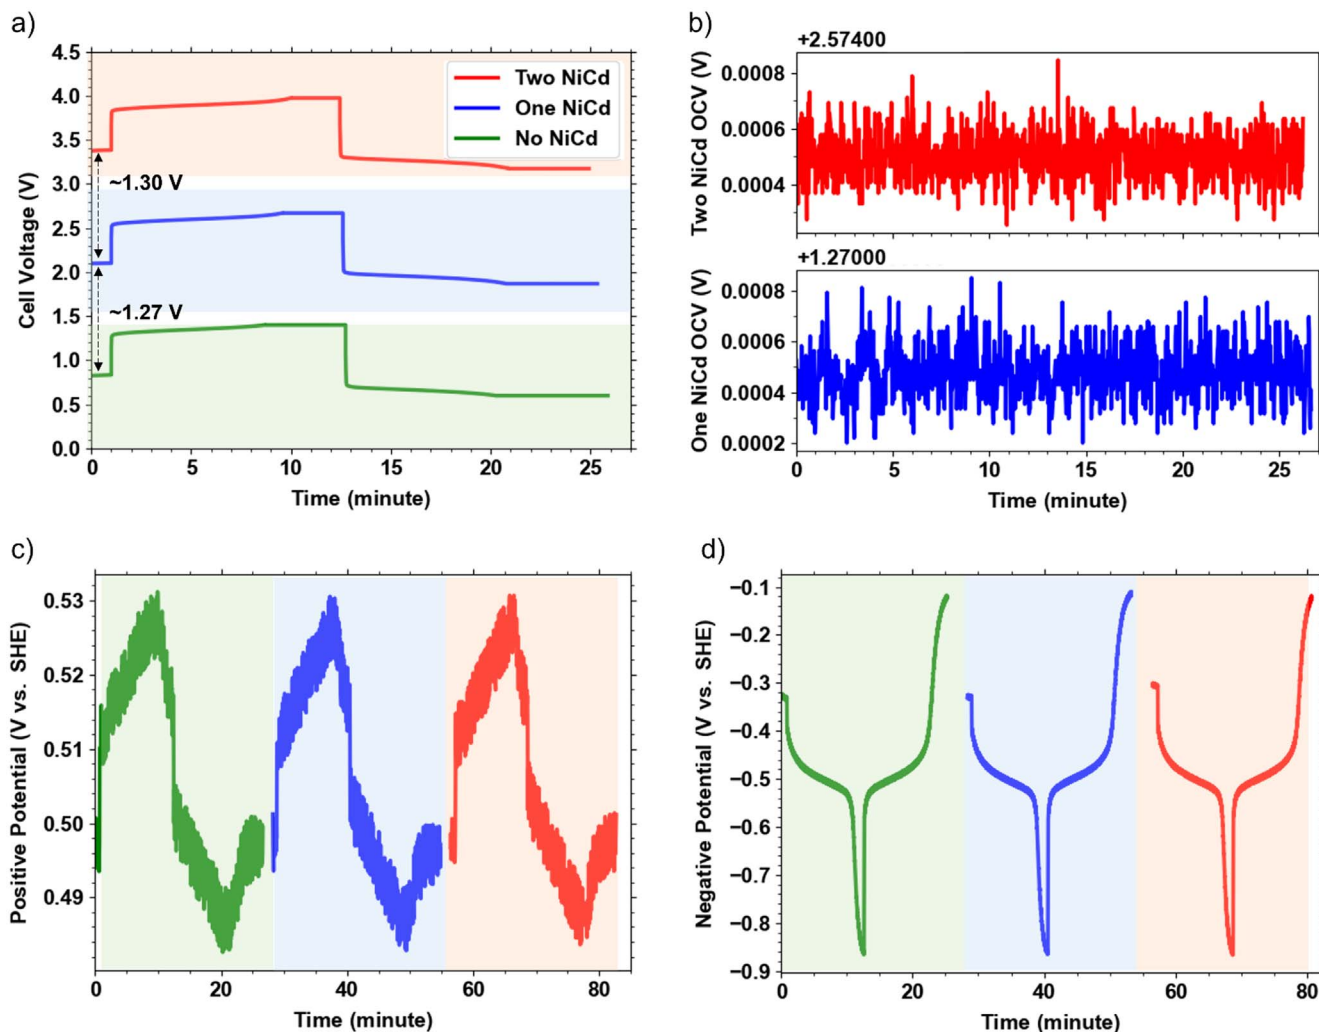 a)
Cell Voltage (V)
4.5
4.0
3.5
3.0
2.5
2.0
1.5
1.0
0.5
0.0
Two NiCd
One NiCd
No NiCd
~1.30 V
~1.27 V
0 5 10 15 20 25
Time (minute)
b)
+2.57400
Two NiCd OCV (V)
0.0008
0.0006
0.0004
+1.27000
One NiCd OCV (V)
0.0008
0.0006
0.0004
0.0002
0 5 10 15 20 25
Time (minute)
c)
Positive Potential (V vs. SHE)
0.53
0.52
0.51
0.50
0.49
0 20 40 60 80
Time (minute)
d)
Negative Potential (V vs. SHE)
−0.1
−0.2
−0.3
−0.4
−0.5
−0.6
−0.7
−0.8
−0.9
0 20 40 60 80
Time (minute)